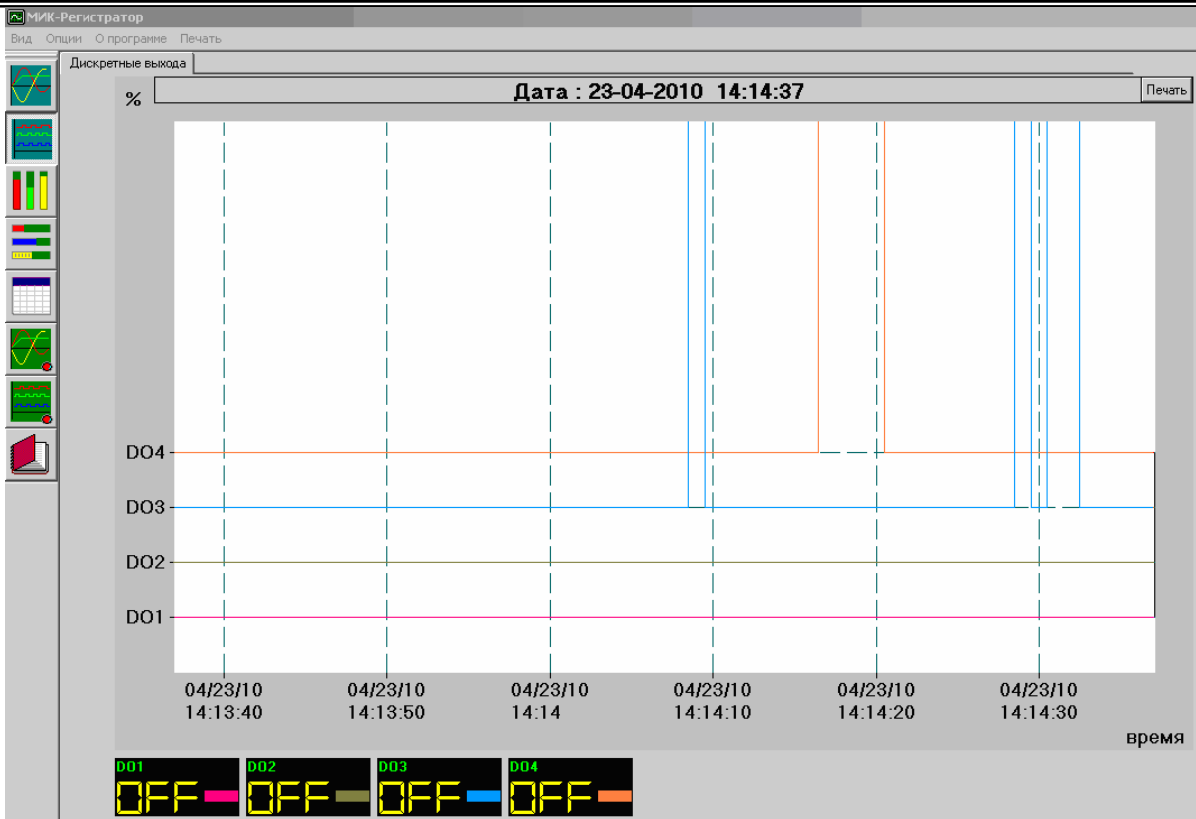 МИК-Регистратор
Вид Опции О программе Печать
Дискретные выхода
% Дата : 23-04-2010 14:14:37 Печать
DO4
DO3
DO2
DO1
04/23/10 04/23/10 04/23/10 04/23/10 04/23/10 04/23/10
14:13:40 14:13:50 14:14 14:14:10 14:14:20 14:14:30
время
DO1 DO2 DO3 DO4
OFF OFF OFF OFF